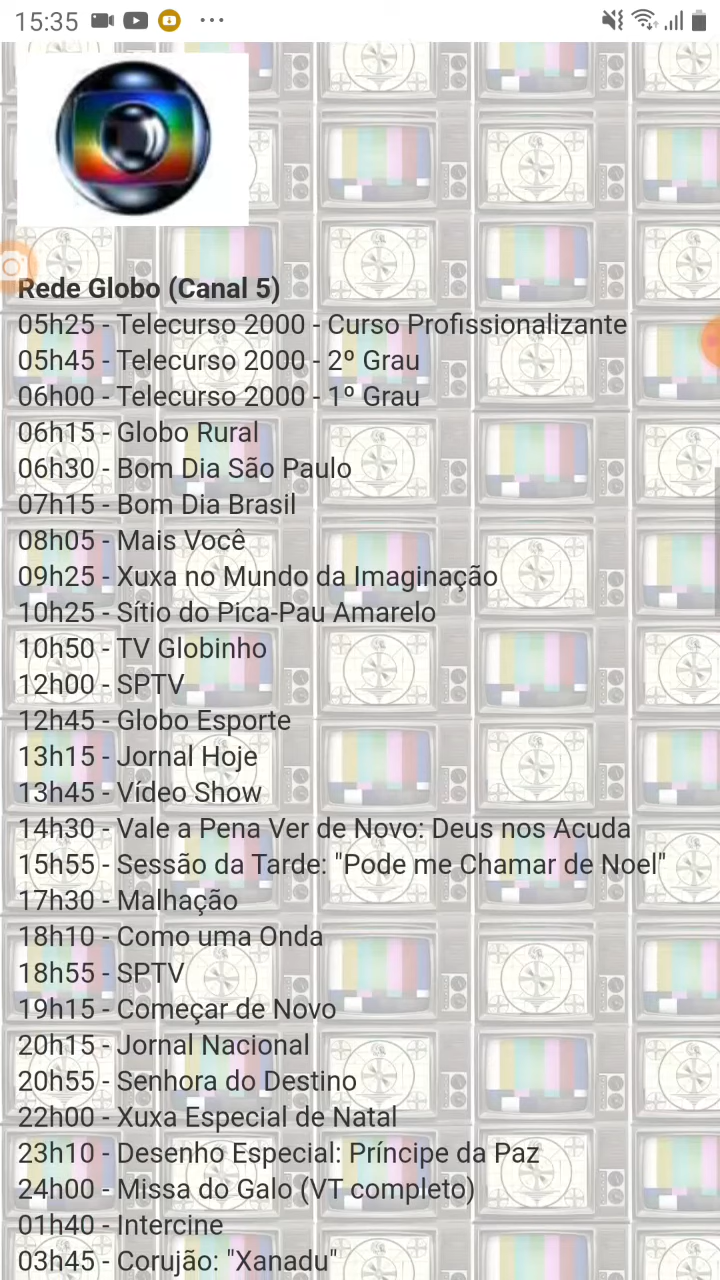 15:35
Rede Globo (Canal 5)
05h25 - Telecurso 2000 - Curso Profissionalizante
05h45 - Telecurso 2000 - 2º Grau
06h00 - Telecurso 2000 - 1º Grau
06h15 - Globo Rural
06h30 - Bom Dia São Paulo
07h15 - Bom Dia Brasil
08h05 - Mais Você
09h25 - Xuxa no Mundo da Imaginação
10h25 - Sítio do Pica-Pau Amarelo
10h50 - TV Globinho
12h00 - SPTV
12h45 - Globo Esporte
13h15 - Jornal Hoje
13h45 - Vídeo Show
14h30 - Vale a Pena Ver de Novo: Deus nos Acuda
15h55 - Sessão da Tarde: "Pode me Chamar de Noel"
17h30 - Malhação
18h10 - Como uma Onda
18h55 - SPTV
19h15 - Começar de Novo
20h15 - Jornal Nacional
20h55 - Senhora do Destino
22h00 - Xuxa Especial de Natal
23h10 - Desenho Especial: Príncipe da Paz
24h00 - Missa do Galo (VT completo)
01h40 - Intercine
03h45 - Corujão: "Xanadu"